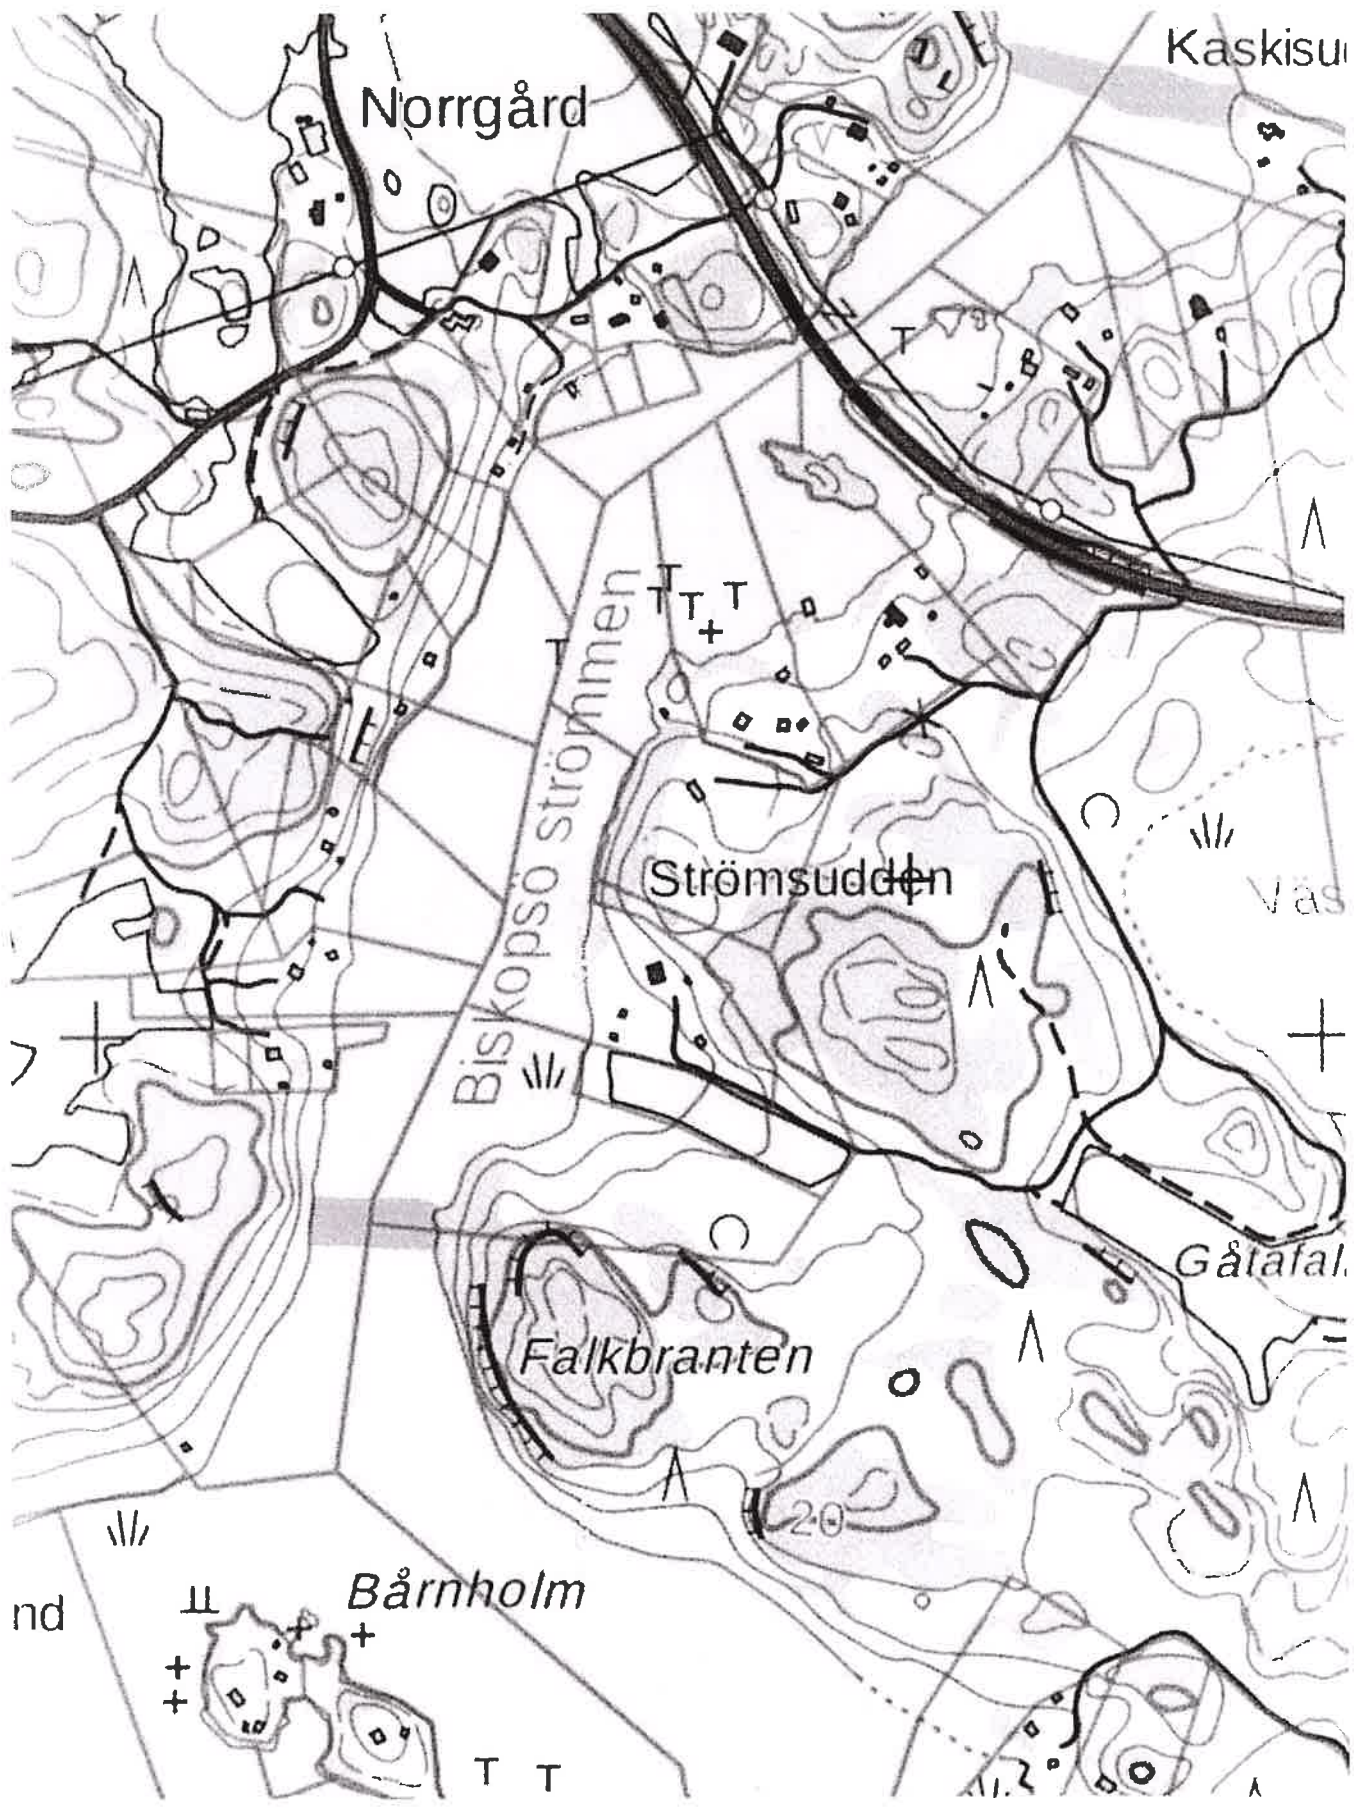 Kaskisu
Norrgård
Biskopsö strömmen
Strömsudden
Väs
Gåtafal
Falkbranten
20
Bårnholm
nd